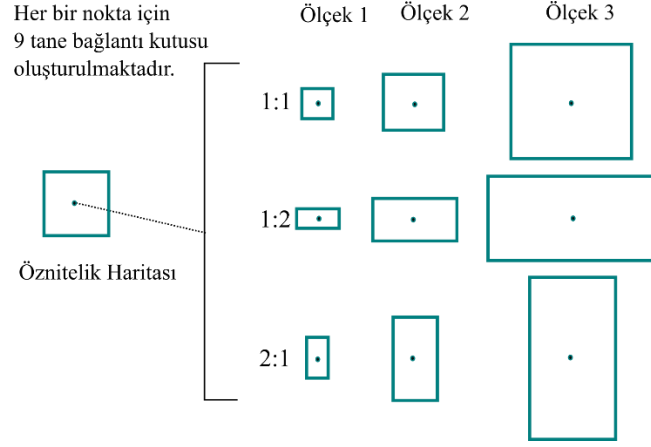 Her bir nokta için
9 tane bağlantı kutusu
oluşturulmaktadır.
Ölçek 1
Ölçek 2
Ölçek 3
1:1
1:2
Öznitelik Haritası
2:1